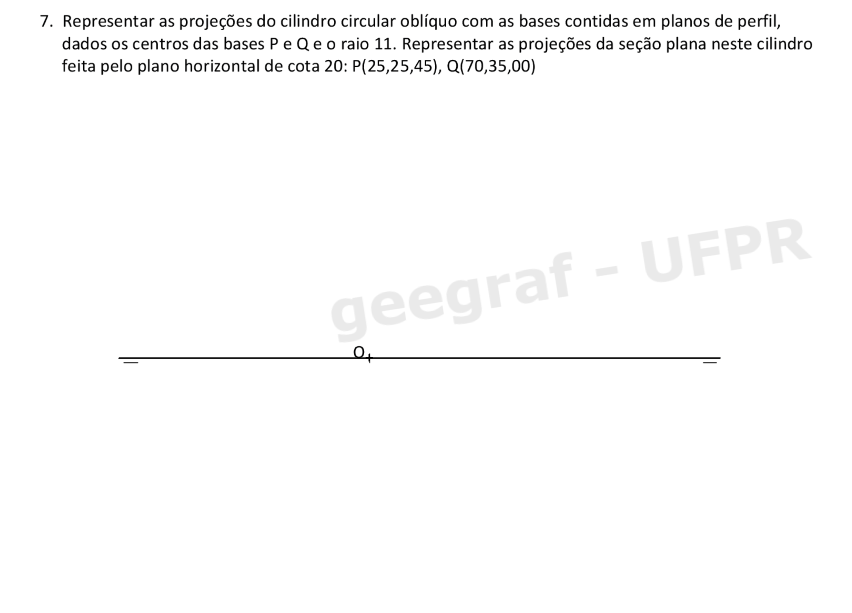 7. Representar as projeções do cilindro circular oblíquo com as bases contidas em planos de perfil,
dados os centros das bases P e Q e o raio 11. Representar as projeções da seção plana neste cilindro
feita pelo plano horizontal de cota 20: P(25,25,45), Q(70,35,00)
geegraf - UFPR
O